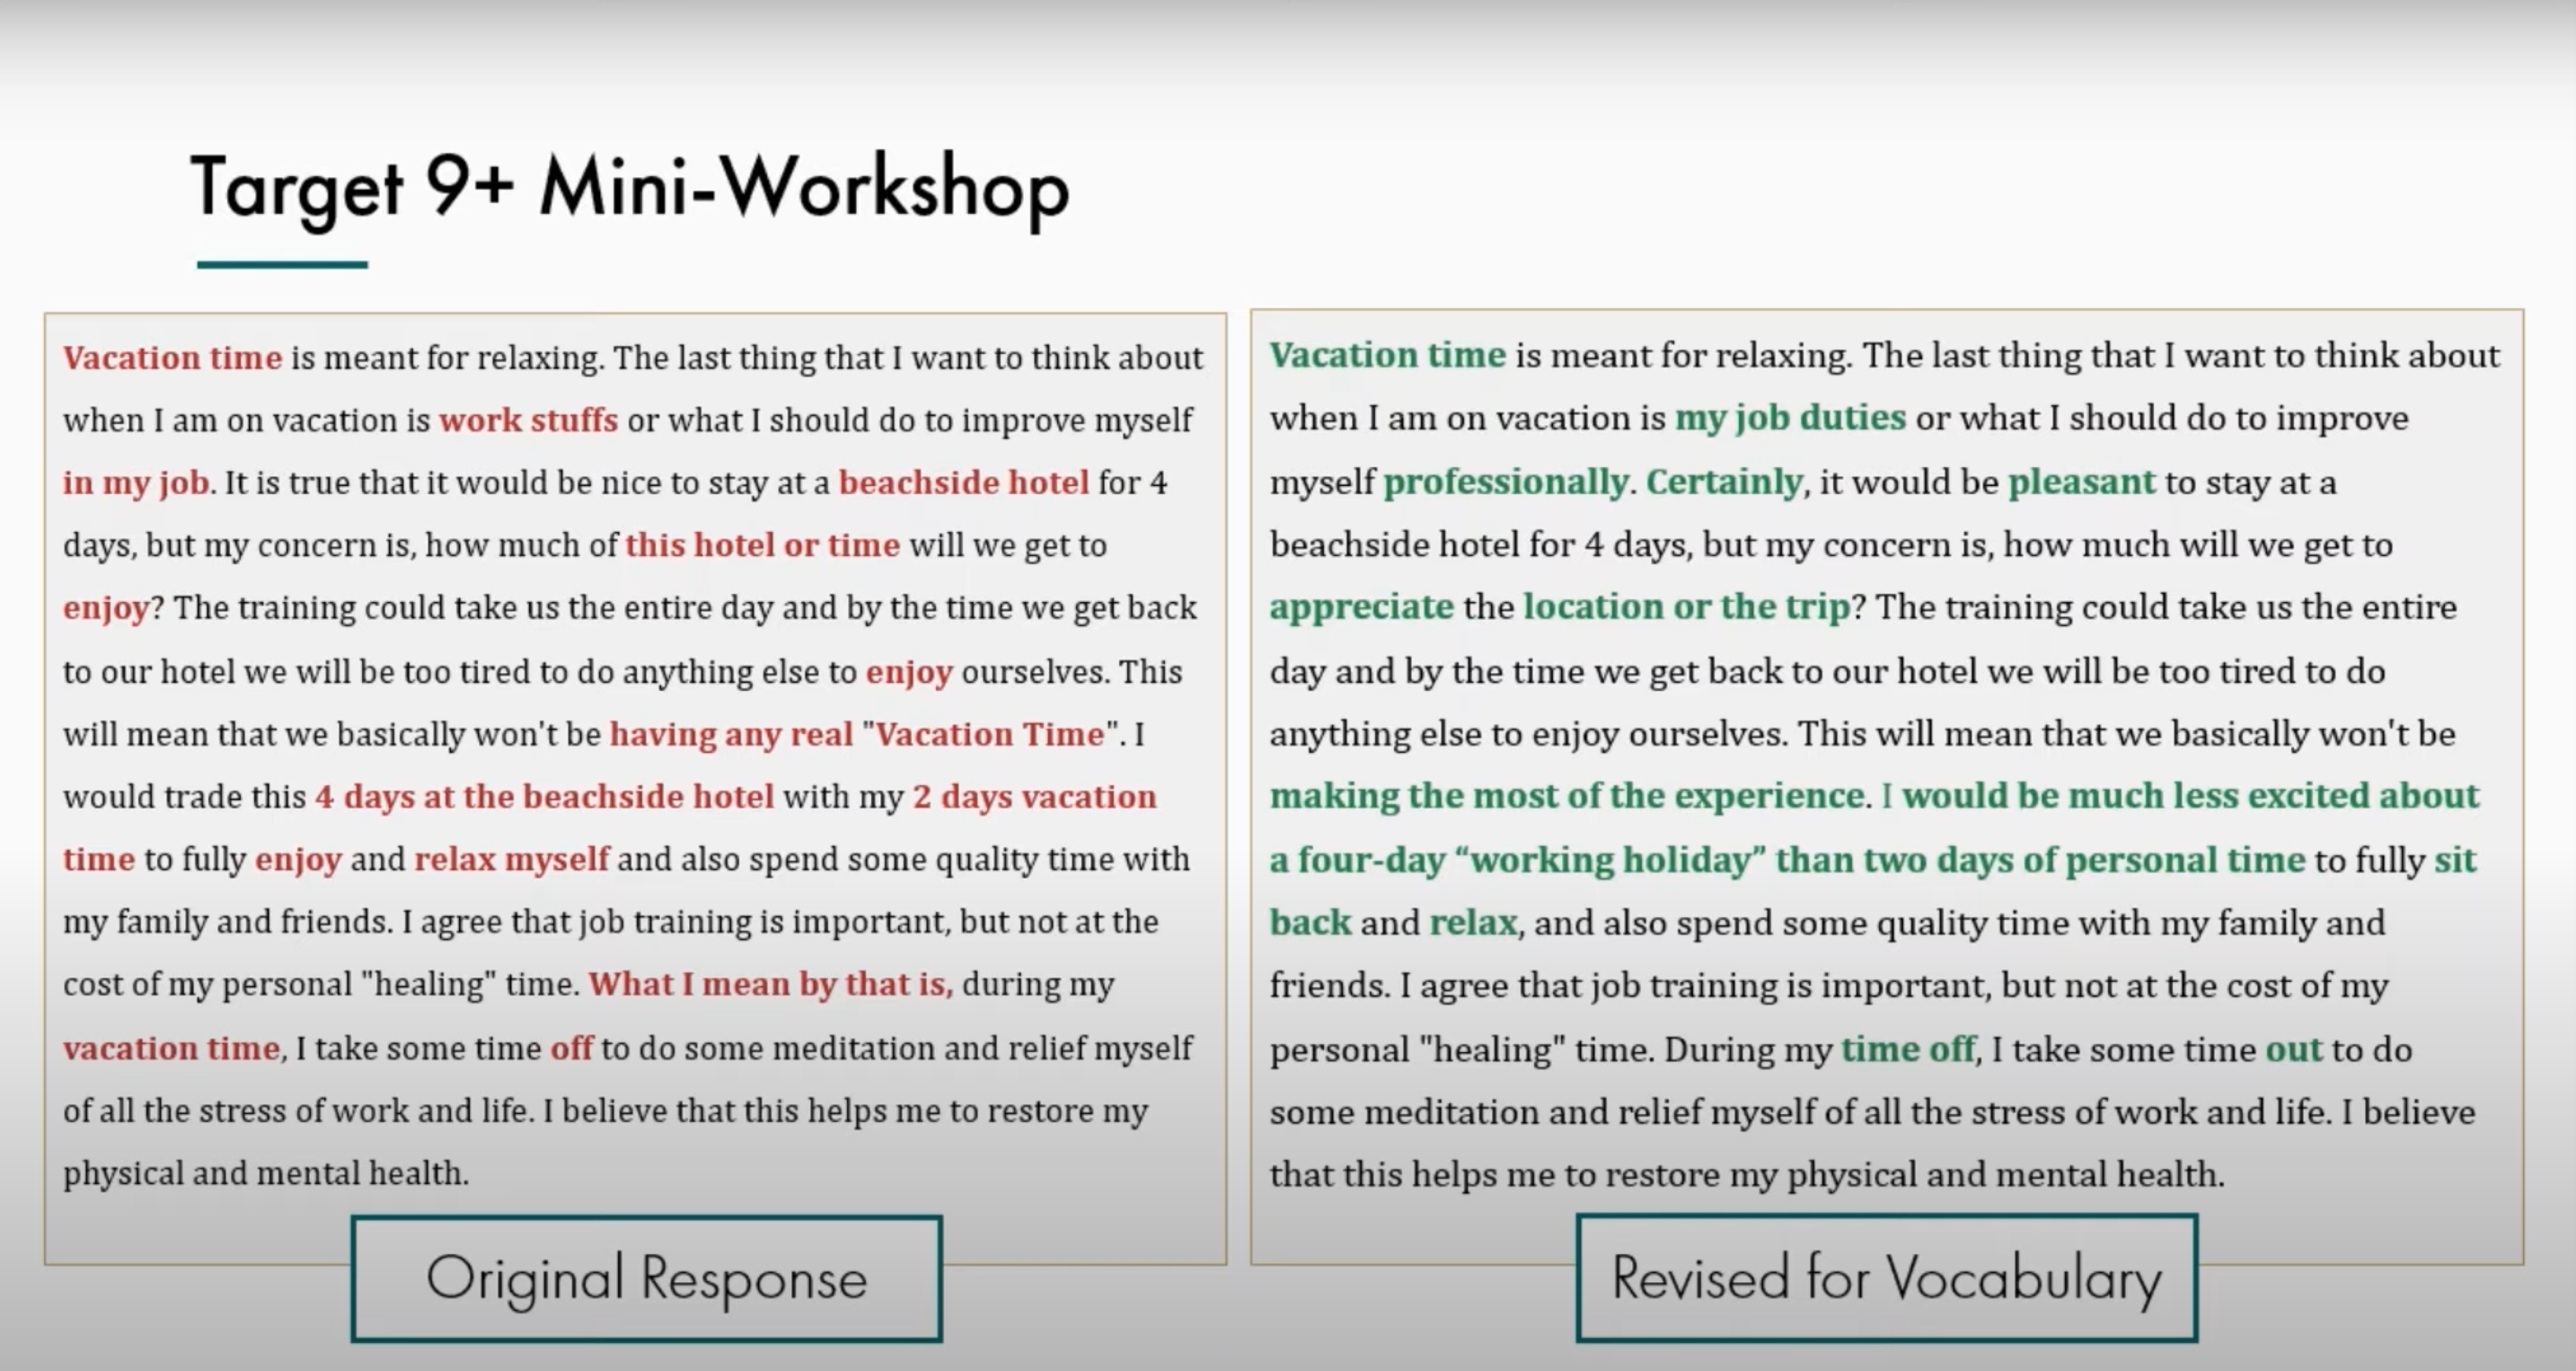 Target 9+ Mini-Workshop
Vacation time is meant for relaxing. The last thing that I want to think about
when I am on vacation is work stuffs or what I should do to improve myself
in my job. It is true that it would be nice to stay at a beachside hotel for 4
days, but my concern is, how much of this hotel or time will we get to
enjoy? The training could take us the entire day and by the time we get back
to our hotel we will be too tired to do anything else to enjoy ourselves. This
will mean that we basically won't be having any real "Vacation Time". I
would trade this 4 days at the beachside hotel with my 2 days vacation
time to fully enjoy and relax myself and also spend some quality time with
my family and friends. I agree that job training is important, but not at the
cost of my personal "healing" time. What I mean by that is, during my
vacation time, I take some time off to do some meditation and relief myself
of all the stress of work and life. I believe that this helps me to restore my
physical and mental health.
Original Response
Vacation time is meant for relaxing. The last thing that I want to think about
when I am on vacation is my job duties or what I should do to improve
myself professionally. Certainly, it would be pleasant to stay at a
beachside hotel for 4 days, but my concern is, how much will we get to
appreciate the location or the trip? The training could take us the entire
day and by the time we get back to our hotel we will be too tired to do
anything else to enjoy ourselves. This will mean that we basically won't be
making the most of the experience. I would be much less excited about
a four-day “working holiday” than two days of personal time to fully sit
back and relax, and also spend some quality time with my family and
friends. I agree that job training is important, but not at the cost of my
personal "healing" time. During my time off, I take some time out to do
some meditation and relief myself of all the stress of work and life. I believe
that this helps me to restore my physical and mental health.
Revised for Vocabulary